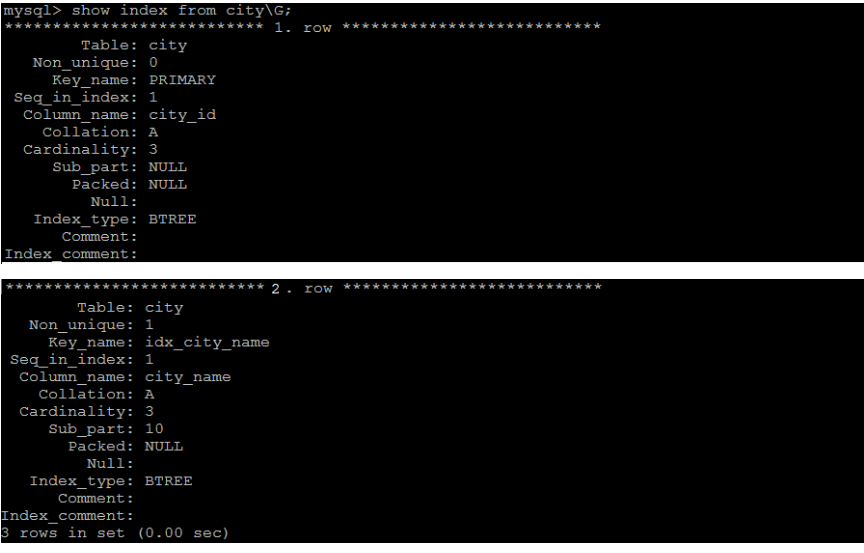 mysql> show index from city\G;
*************************** 1. row ***************************
Table: city
Non_unique: 0
Key_name: PRIMARY
Seq_in_index: 1
Column_name: city_id
Collation: A
Cardinality: 3
Sub_part: NULL
Packed: NULL
Null:
Index_type: BTREE
Comment:
Index_comment:
*************************** 2. row ***************************
Table: city
Non_unique: 1
Key_name: idx_city_name
Seq_in_index: 1
Column_name: city_name
Collation: A
Cardinality: 3
Sub_part: 10
Packed: NULL
Null:
Index_type: BTREE
Comment:
Index_comment:
3 rows in set (0.00 sec)